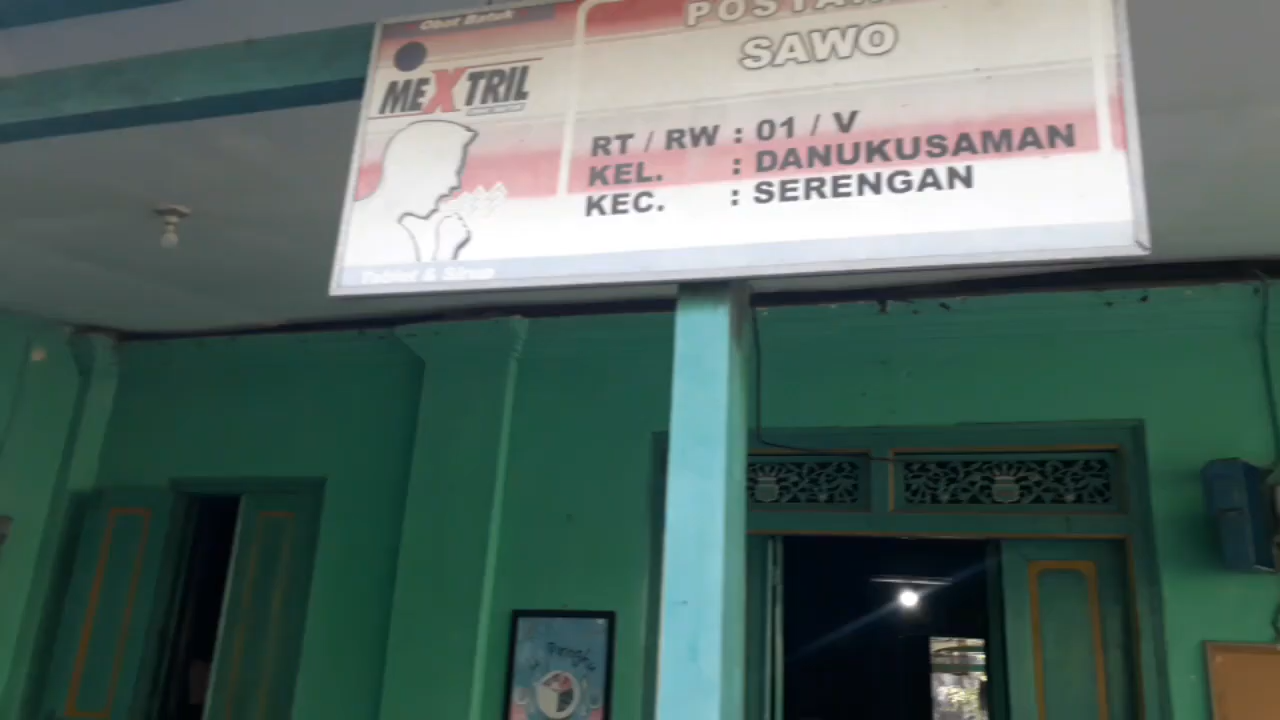 Obat Batuk
MEXTRIL
SAWO
RT / RW : 01 / V
KEL. : DANUKUSAMAN
KEC. : SERENGAN
Tablet & Sirup